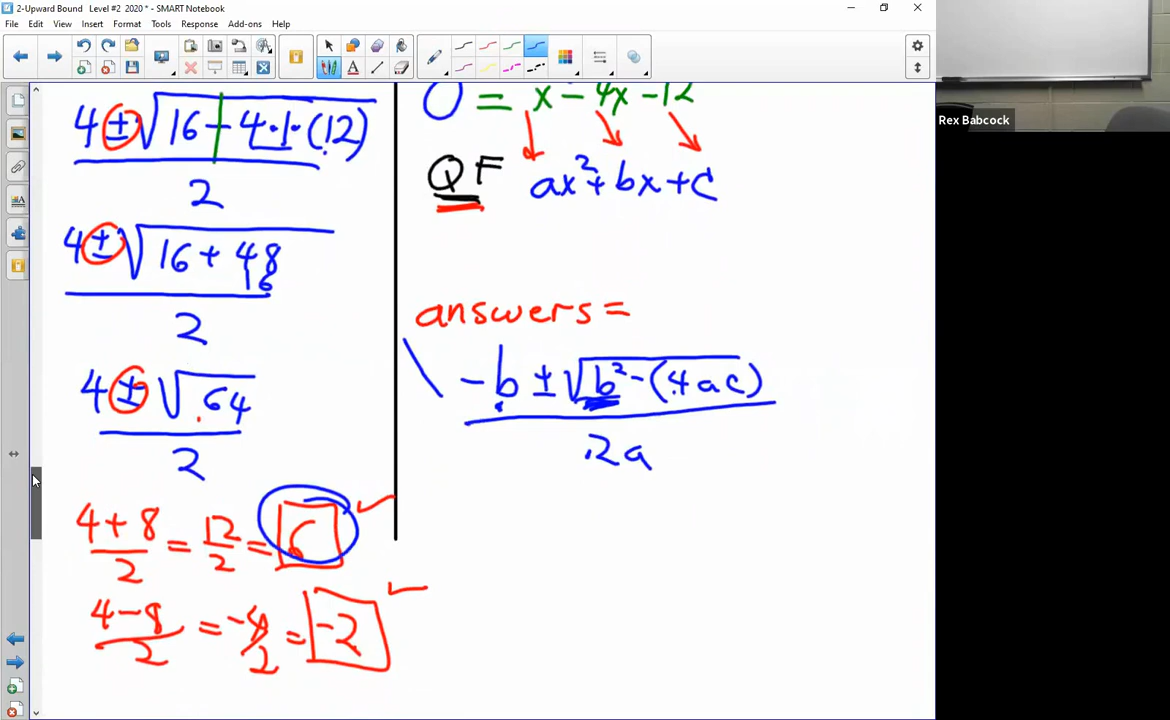 2-Upward Bound Level #2 2020 * - SMART Notebook
File Edit View Insert Format Tools Response Add-ons Help
Rex Babcock
4 ± √16 - 4·1·(12)
2
4 ± √16 + 48
16
2
4 ± √64
2
4 + 8 / 2 = 12 / 2 = 6 ✓
4 - 8 / 2 = -4 / 2 = -2 ✓
0 = x - 4x - 12
QF ax² + bx + c
answers =
-b ± √b² - (4ac)
2a